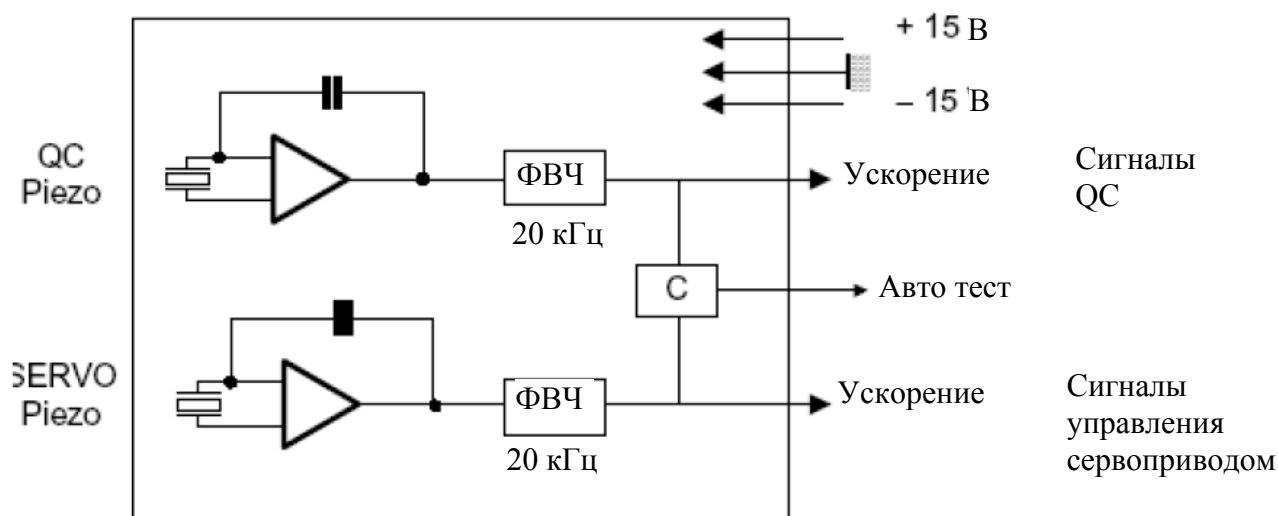 + 15 В
– 15 В
QC
Piezo
ФВЧ
20 кГц
Ускорение
Сигналы
QC
C
Авто тест
SERVO
Piezo
ФВЧ
20 кГц
Ускорение
Сигналы
управления
сервоприводом